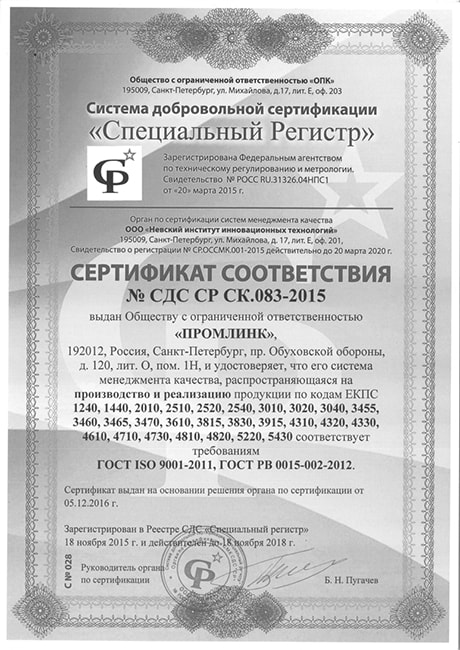 Общество с ограниченной ответственностью «ОПК»
195009, Санкт-Петербург, ул. Михайлова, д.17, лит. Е, оф. 203
Система добровольной сертификации
«Специальный Регистр»
СР
Зарегистрирована Федеральным агентством
по техническому регулированию и метрологии.
Свидетельство № РОСС RU.31326.04НПС1
от «20» марта 2015 г.
Орган по сертификации систем менеджмента качества
ООО «Невский институт инновационных технологий»
195009, Санкт-Петербург, ул. Михайлова, д. 17, лит. Е, оф. 201,
Свидетельство о регистрации № СР.ОССМК.001-2015 действительно до 20 марта 2020 г.
СЕРТИФИКАТ СООТВЕТСТВИЯ
№ СДС СР СК.083-2015
выдан Обществу с ограниченной ответственностью
«ПРОМЛИНК»,
192012, Россия, Санкт-Петербург, пр. Обуховской обороны,
д. 120, лит. О, пом. 1Н, и удостоверяет, что его система
менеджмента качества, распространяющаяся на
производство и реализацию продукции по кодам ЕКПС
1240, 1440, 2010, 2510, 2520, 2540, 3010, 3020, 3040, 3455,
3460, 3465, 3470, 3610, 3815, 3830, 3915, 4310, 4320, 4330,
4610, 4710, 4730, 4810, 4820, 5220, 5430 соответствует
требованиям
ГОСТ ISO 9001-2011, ГОСТ РВ 0015-002-2012.
Сертификат выдан на основании решения органа по сертификации от
05.12.2016 г.
Зарегистрирован в Реестре СДС «Специальный регистр»
18 ноября 2015 г. и действителен до 18 ноября 2018 г.
С № 028
Руководитель органа
по сертификации
СР
Б. Н. Пугачев